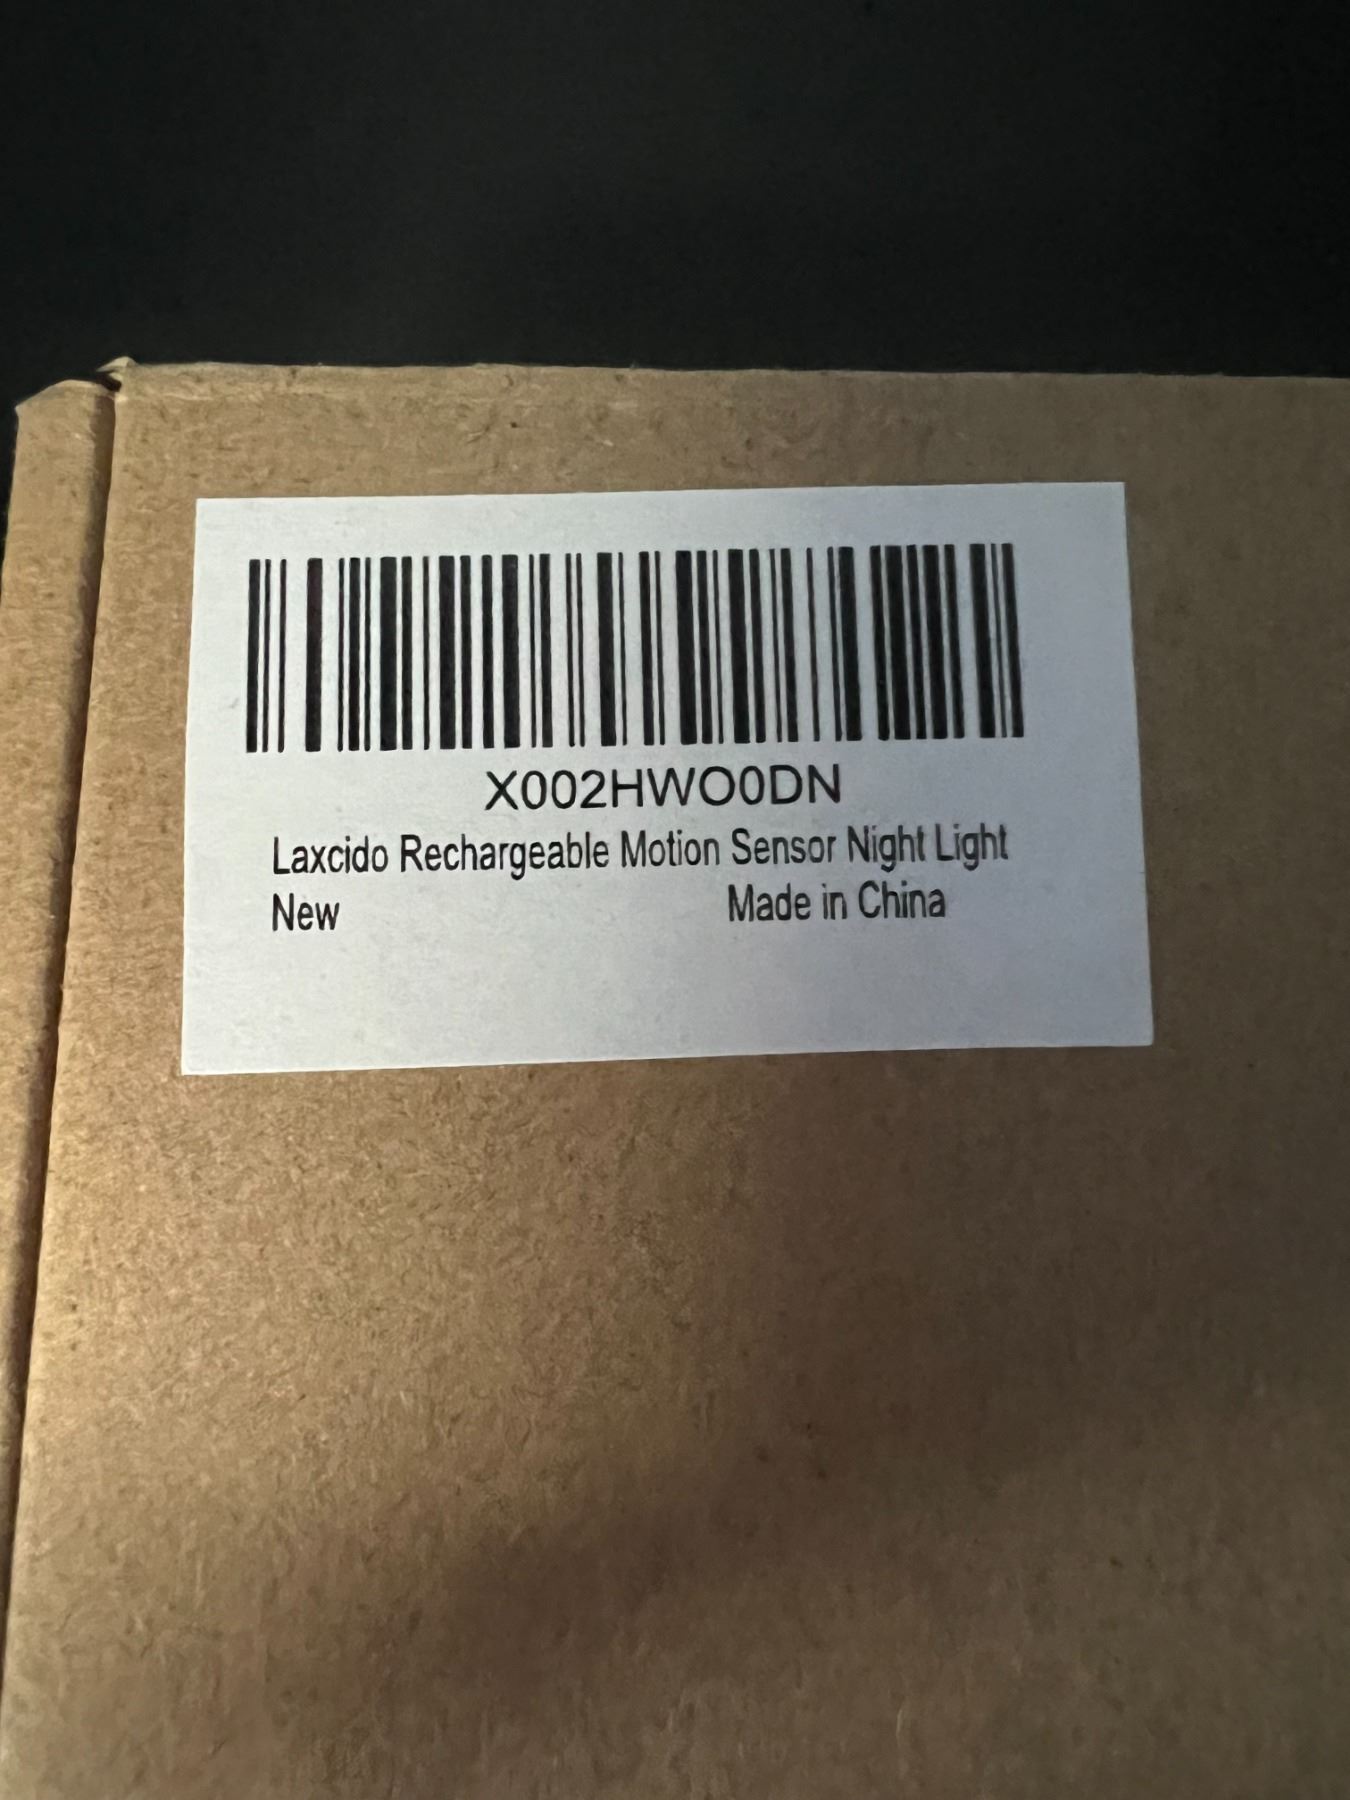 X002HWO0DN
Laxcido Rechargeable Motion Sensor Night Light
New Made in China